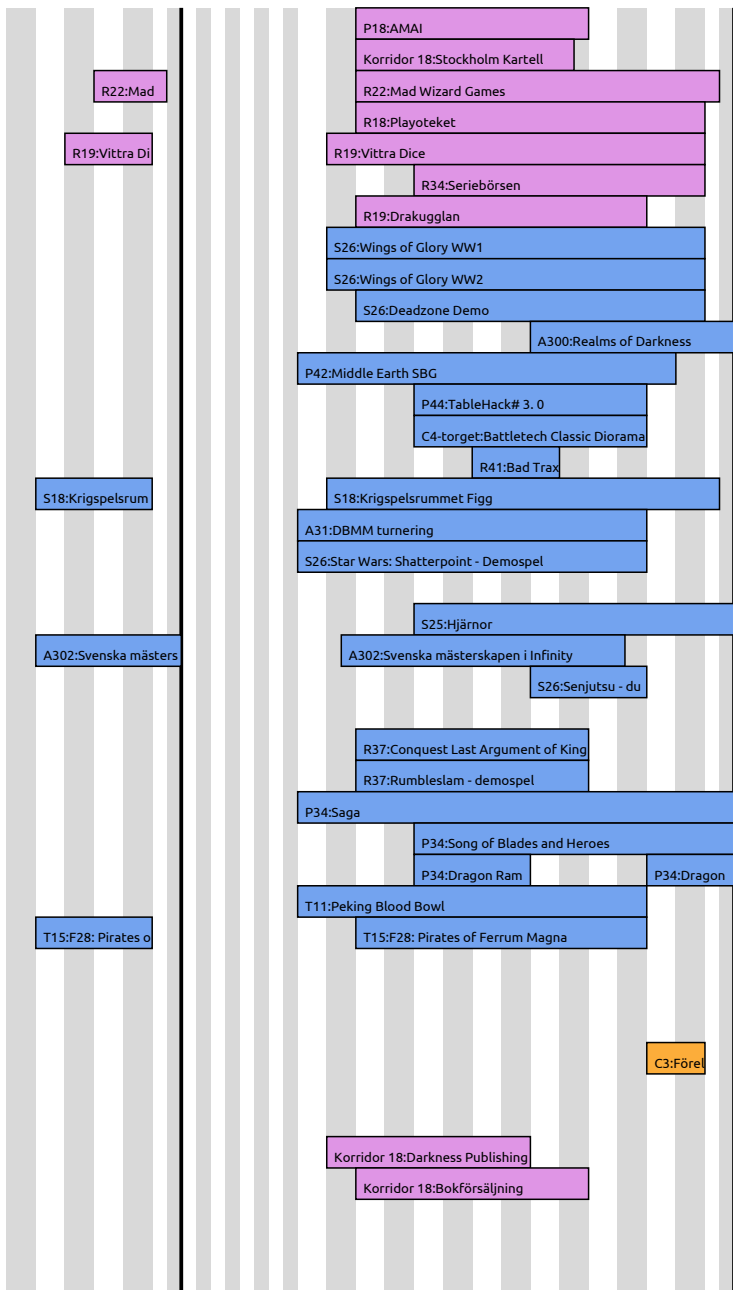 P18:AMAI
Korridor 18:Stockholm Kartell
R22:Mad
R22:Mad Wizard Games
R18:Playoteket
R19:Vittra Di
R19:Vittra Dice
R34:Seriebörsen
R19:Drakugglan
S26:Wings of Glory WW1
S26:Wings of Glory WW2
S26:Deadzone Demo
A300:Realms of Darkness
P42:Middle Earth SBG
P44:TableHack# 3. 0
C4-torget:Battletech Classic Diorama
R41:Bad Trax
S18:Krigspelsrum
S18:Krigspelsrummet Figg
A31:DBMM turnering
S26:Star Wars: Shatterpoint - Demospel
S25:Hjärnor
A302:Svenska mästers
A302:Svenska mästerskapen i Infinity
S26:Senjutsu - du
R37:Conquest Last Argument of King
R37:Rumbleslam - demospel
P34:Saga
P34:Song of Blades and Heroes
P34:Dragon Ram
P34:Dragon
T11:Peking Blood Bowl
T15:F28: Pirates o
T15:F28: Pirates of Ferrum Magna
C3:Förel
Korridor 18:Darkness Publishing
Korridor 18:Bokförsäljning